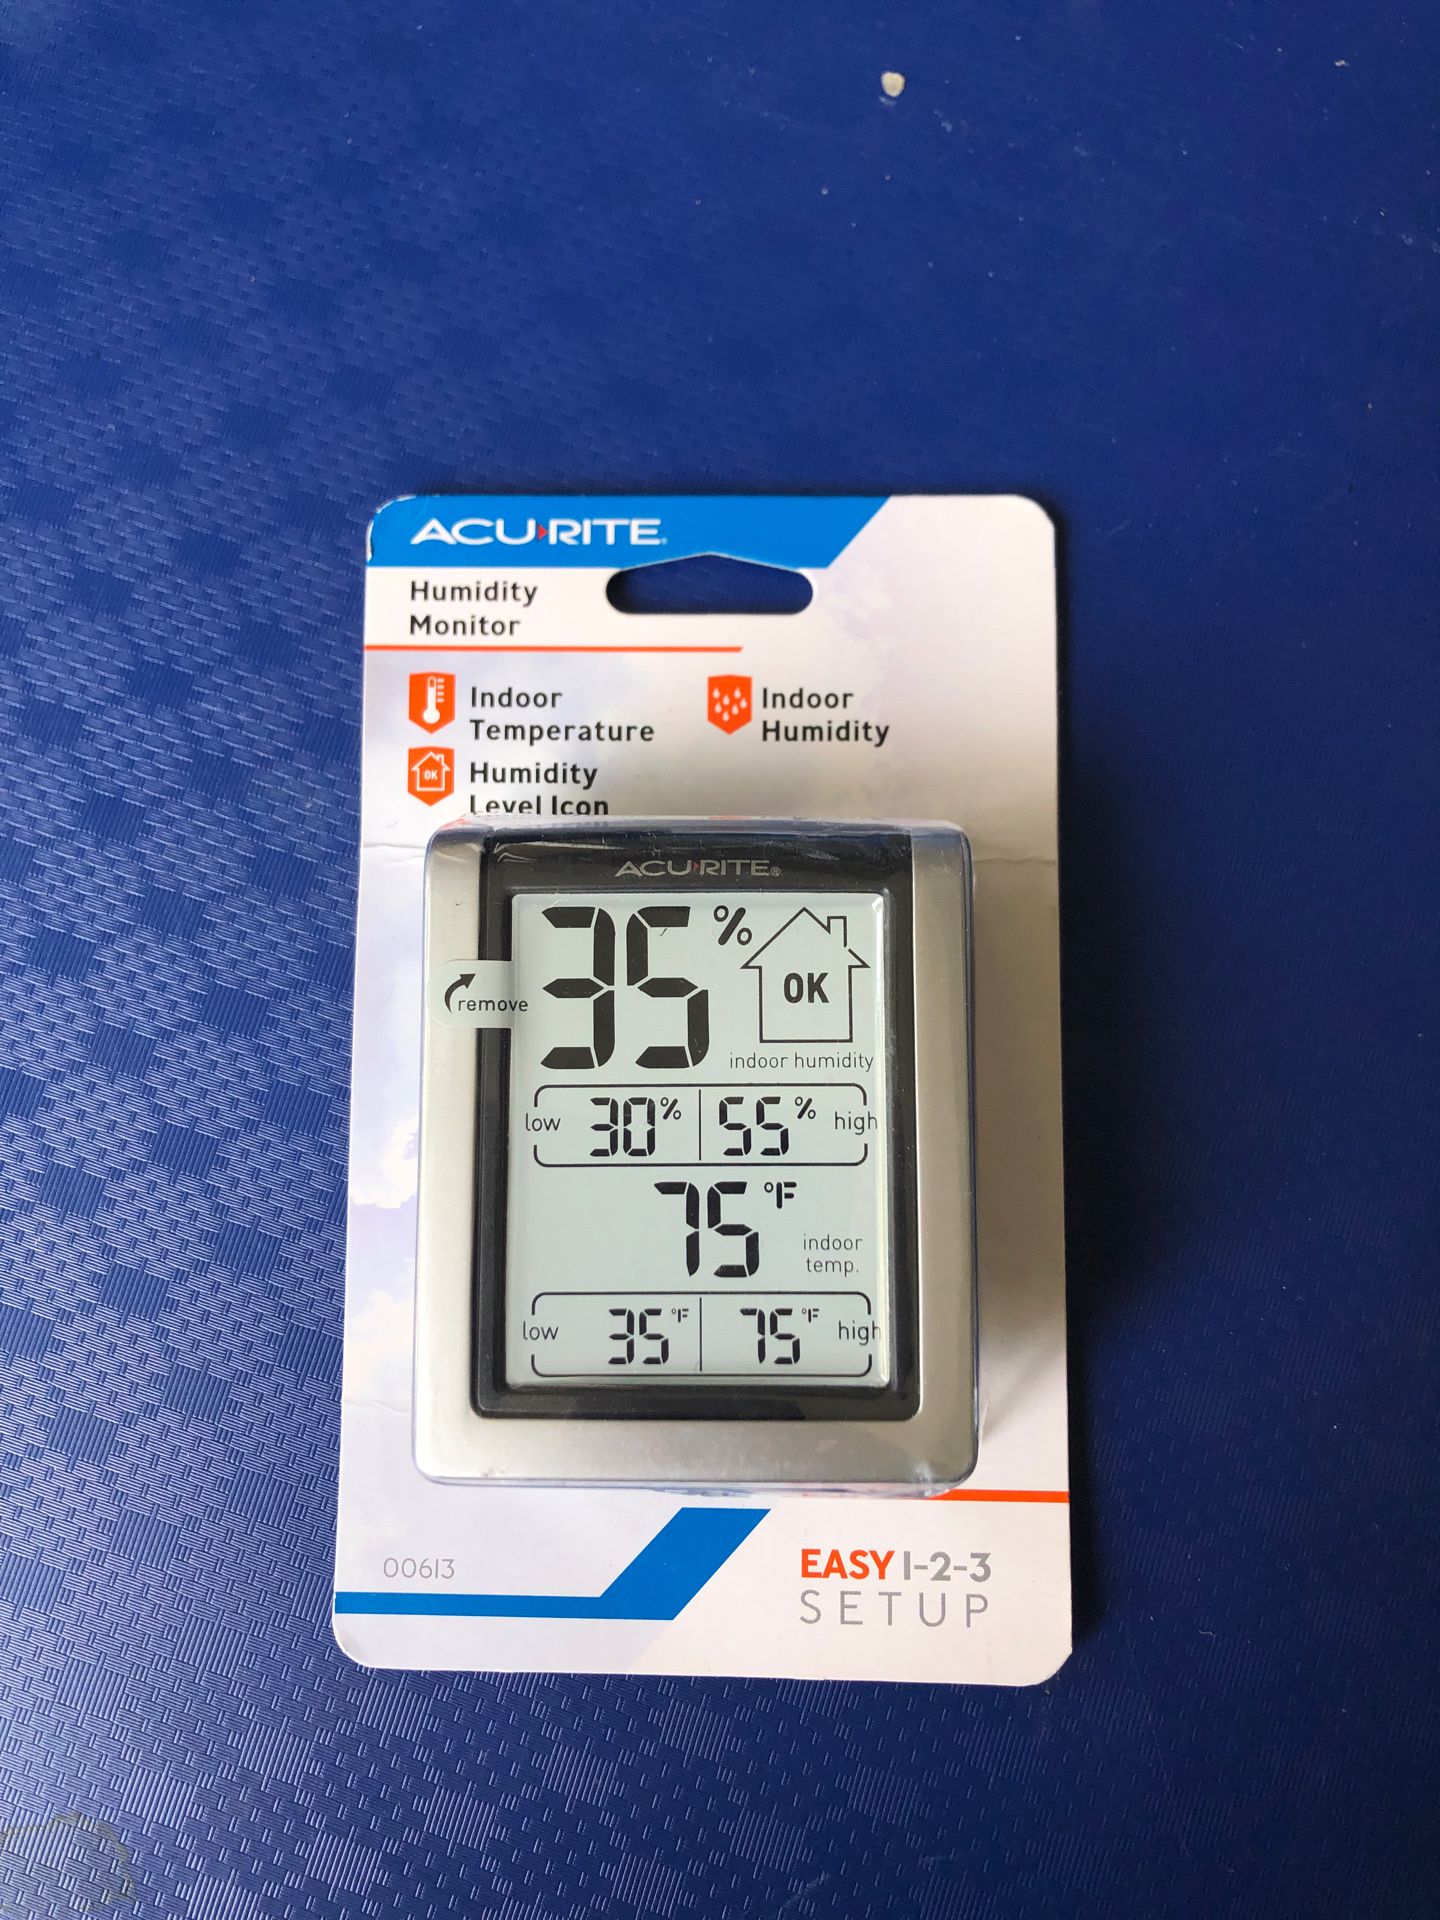 ACURITE®
Humidity
Monitor
Indoor
Temperature
Indoor
Humidity
OK
Humidity
Level Icon
ACURITE®
35% OK
remove
indoor humidity
low 30% 55% high
75°F
indoor
temp.
low 35°F 75°F high
00613
EASY 1-2-3
SETUP